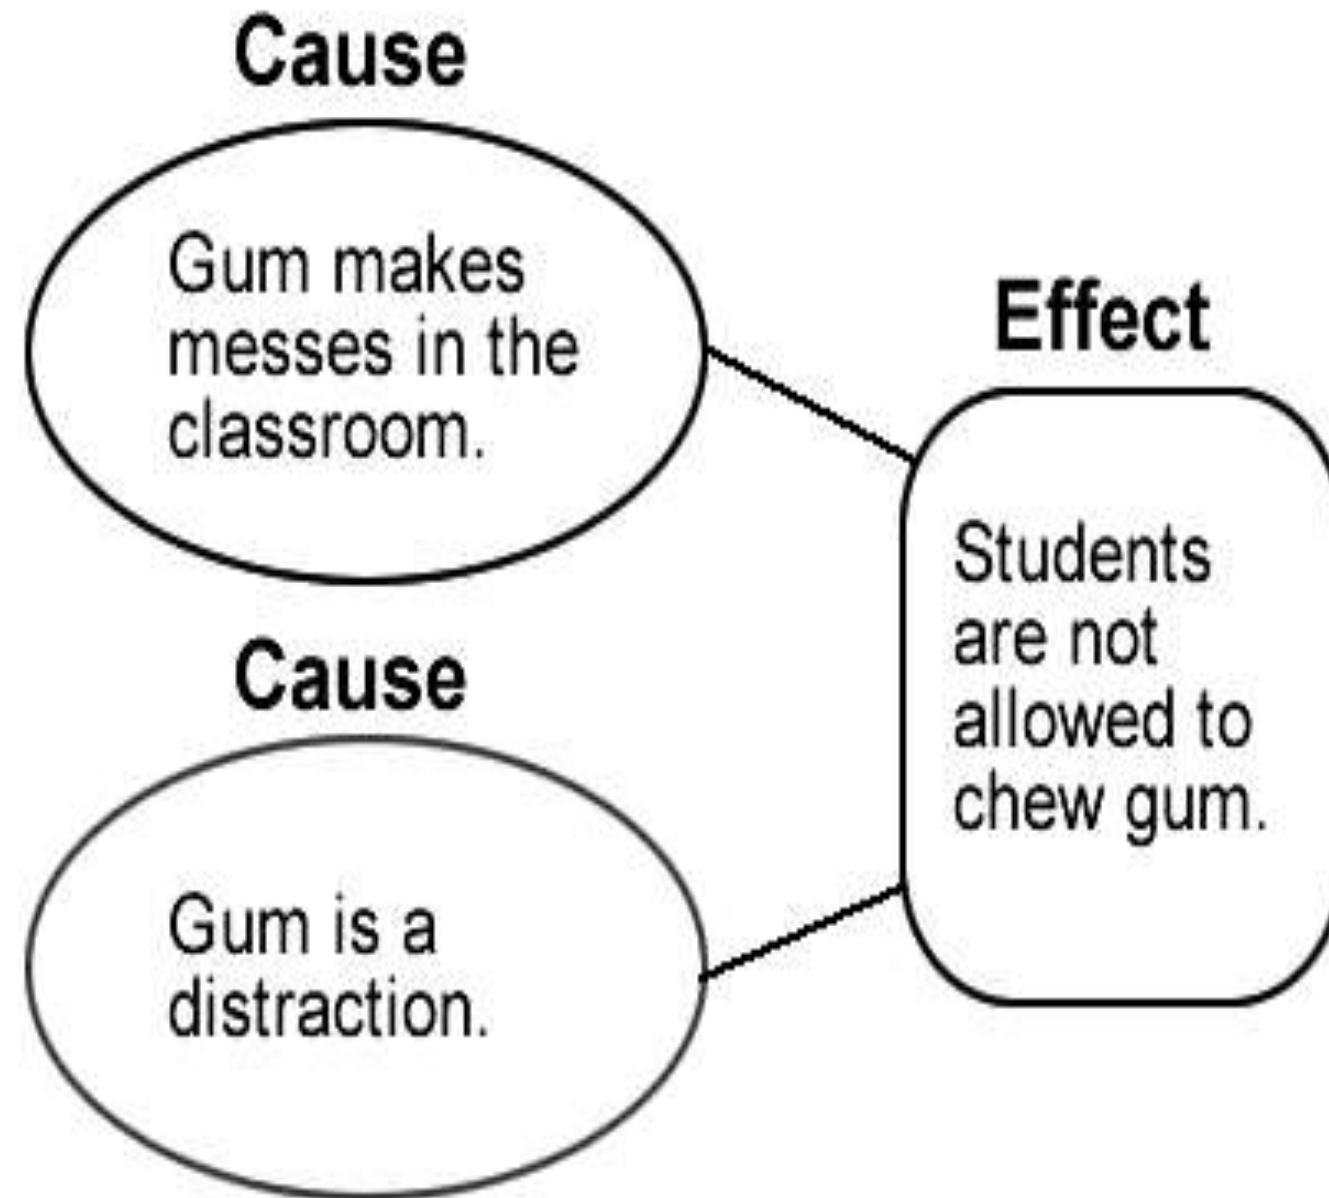 Cause
Gum makes
messes in the
classroom.
Effect
Students
are not
allowed to
chew gum.
Cause
Gum is a
distraction.